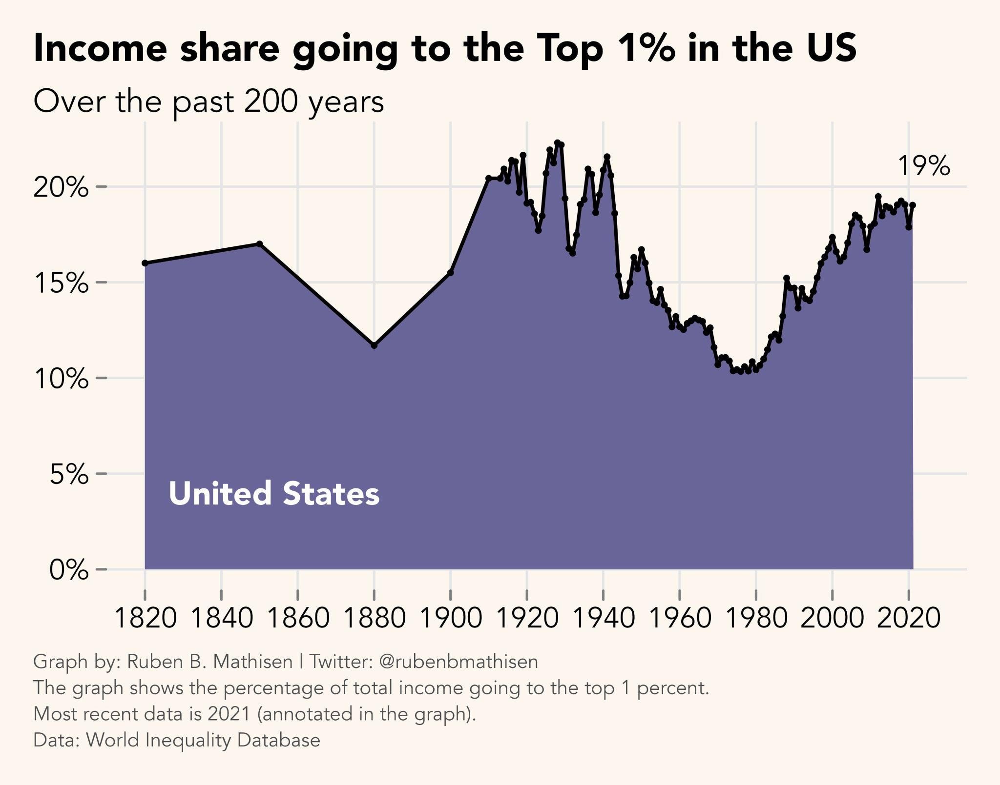 Income share going to the Top 1% in the US
Over the past 200 years
19%
20%
15%
10%
5%
0%
United States
1820 1840 1860 1880 1900 1920 1940 1960 1980 2000 2020
Graph by: Ruben B. Mathisen | Twitter: @rubenbmathisen
The graph shows the percentage of total income going to the top 1 percent.
Most recent data is 2021 (annotated in the graph).
Data: World Inequality Database